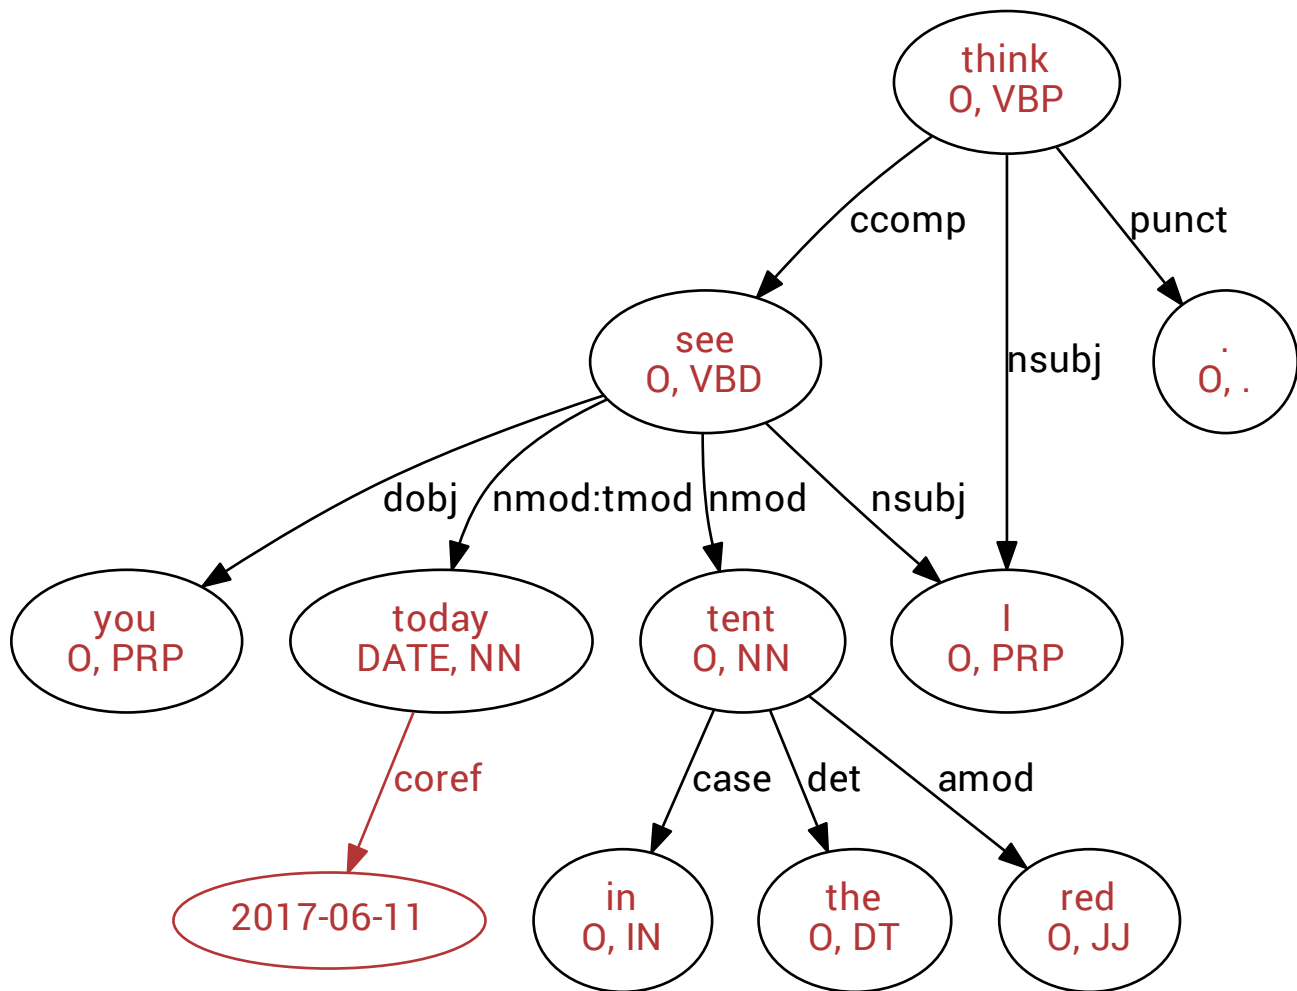 think
O, VBP
ccomp
punct
see
O, VBD
nsubj
.
O, .
dobj
nmod:tmod
nmod
nsubj
you
O, PRP
today
DATE, NN
tent
O, NN
I
O, PRP
coref
case
det
amod
2017-06-11
in
O, IN
the
O, DT
red
O, JJ